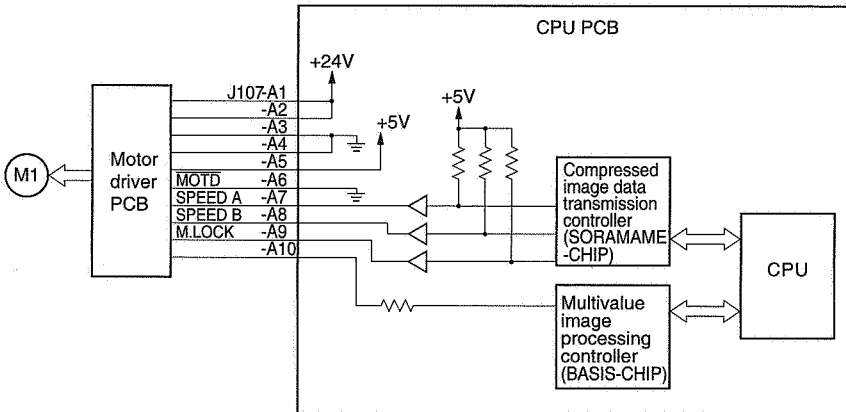 CPU PCB
+24V
J107-A1
-A2
-A3
-A4
-A5
MOTD -A6
SPEED A -A7
SPEED B -A8
M.LOCK -A9
-A10
+5V
+5V
M1
Motor
driver
PCB
Compressed
image data
transmission
controller
(SORAMAME
-CHIP)
CPU
Multivalue
image
processing
controller
(BASIS-CHIP)